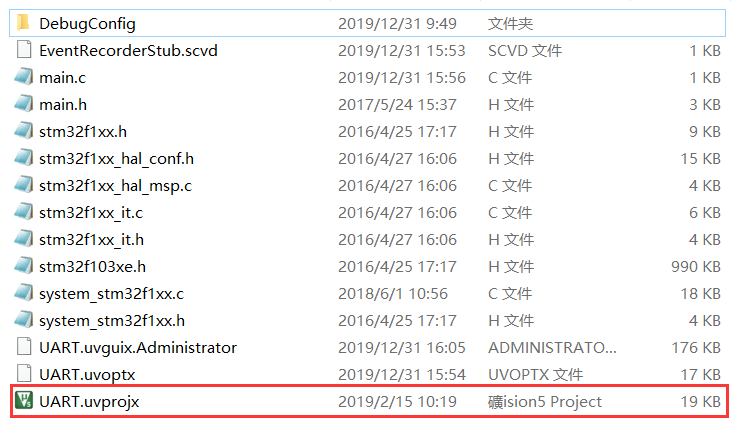 DebugConfig 2019/12/31 9:49 文件夹
EventRecorderStub.scvd 2019/12/31 15:53 SCVD 文件 1 KB
main.c 2019/12/31 15:56 C 文件 1 KB
main.h 2017/5/24 15:37 H 文件 3 KB
stm32f1xx.h 2016/4/25 17:17 H 文件 9 KB
stm32f1xx_hal_conf.h 2016/4/27 16:06 H 文件 15 KB
stm32f1xx_hal_msp.c 2016/4/27 16:06 C 文件 4 KB
stm32f1xx_it.c 2016/4/27 16:06 C 文件 6 KB
stm32f1xx_it.h 2016/4/27 16:06 H 文件 4 KB
stm32f103xe.h 2016/4/25 17:17 H 文件 990 KB
system_stm32f1xx.c 2018/6/1 10:56 C 文件 18 KB
system_stm32f1xx.h 2016/4/25 17:17 H 文件 4 KB
UART.uvguix.Administrator 2019/12/31 16:05 ADMINISTRATO... 176 KB
UART.uvoptx 2019/12/31 15:54 UVOPTX 文件 17 KB
UART.uvprojx 2019/2/15 10:19 礦ision5 Project 19 KB